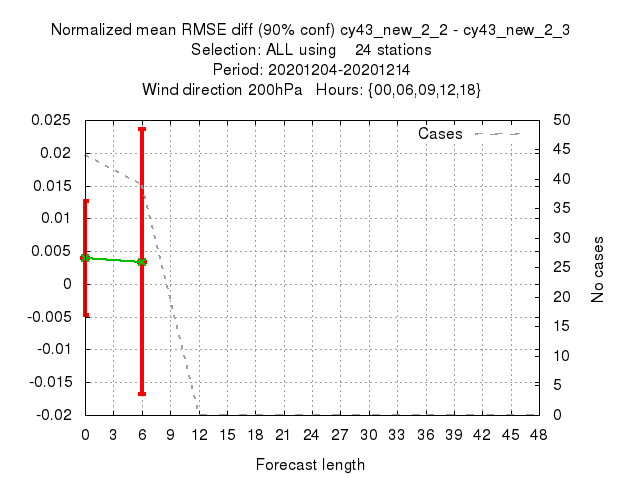 Normalized mean RMSE diff (90% conf) cy43_new_2_2 - cy43_new_2_3
Selection: ALL using    24 stations
Period: 20201204-20201214
Wind direction 200hPa   Hours: {00,06,09,12,18}
Cases
0.025
0.02
0.015
0.01
0.005
0
-0.005
-0.01
-0.015
-0.02
50
45
40
35
30
25
20
15
10
5
0
No cases
0 3 6 9 12 15 18 21 24 27 30 33 36 39 42 45 48
Forecast length